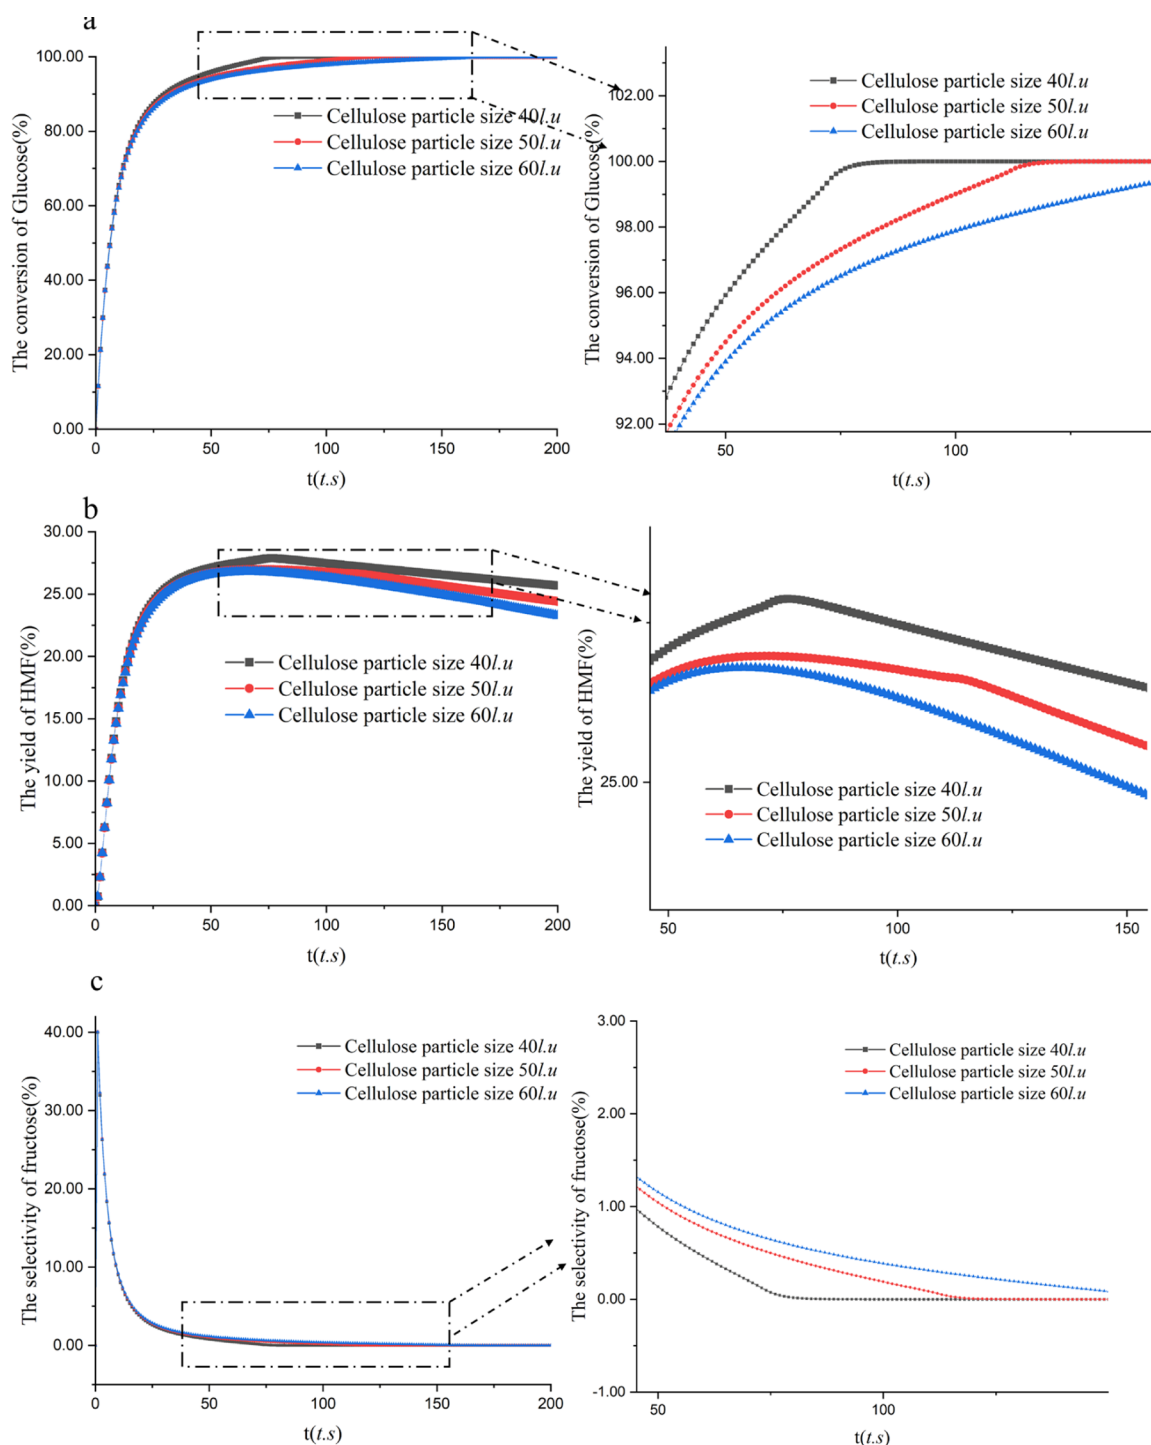 a
The conversion of Glucose(%)
100.00
80.00
60.00
40.00
20.00
0.00
0
50
100
150
200
t(t.s)
Cellulose particle size 40l.u
Cellulose particle size 50l.u
Cellulose particle size 60l.u
The conversion of Glucose(%)
102.00
100.00
98.00
96.00
94.00
92.00
50
100
t(t.s)
Cellulose particle size 40l.u
Cellulose particle size 50l.u
Cellulose particle size 60l.u
b
The yield of HMF(%)
30.00
25.00
20.00
15.00
10.00
5.00
0.00
0
50
100
150
200
t(t.s)
Cellulose particle size 40l.u
Cellulose particle size 50l.u
Cellulose particle size 60l.u
The yield of HMF(%)
25.00
50
100
150
t(t.s)
Cellulose particle size 40l.u
Cellulose particle size 50l.u
Cellulose particle size 60l.u
c
The selectivity of fructose(%)
40.00
30.00
20.00
10.00
0.00
0
50
100
150
200
t(t.s)
Cellulose particle size 40l.u
Cellulose particle size 50l.u
Cellulose particle size 60l.u
The selectivity of fructose(%)
3.00
2.00
1.00
0.00
-1.00
50
100
t(t.s)
Cellulose particle size 40l.u
Cellulose particle size 50l.u
Cellulose particle size 60l.u